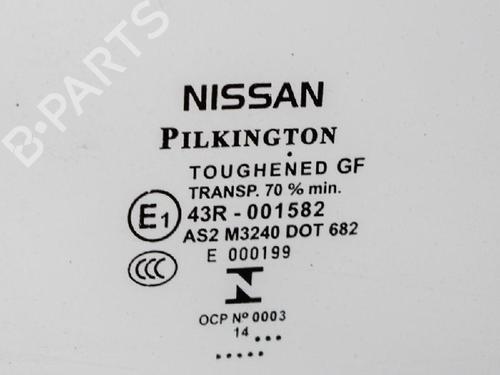 B-PARTS
NISSAN
PILKINGTON
TOUGHENED GF
TRANSP. 70 % min.
E1 43R - 001582
AS2 M3240 DOT 682
E 000199
CCC
N
OCP Nº 0003
14 ...
.....